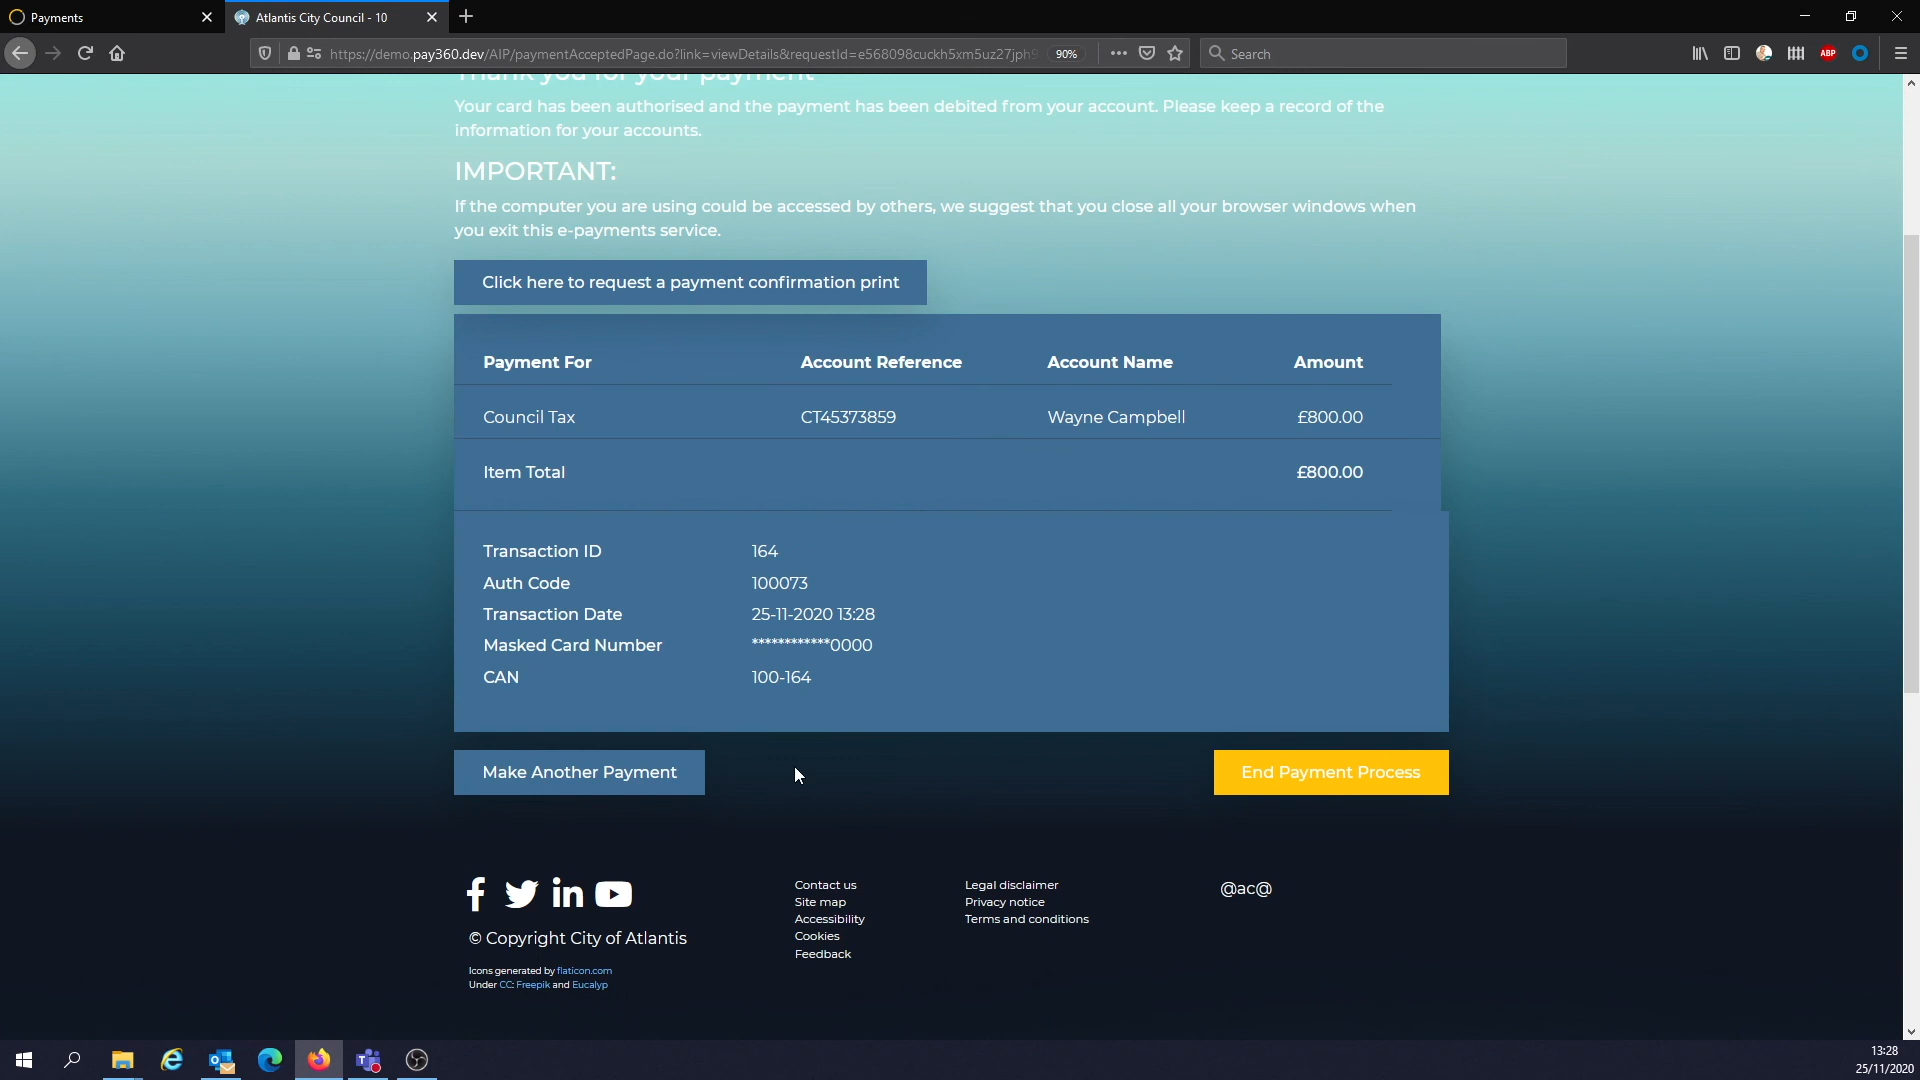 Payments
Atlantis City Council - 10
https://demo.pay360.dev/AIP/paymentAcceptedPage.do?link=viewDetails&requestId=e568098cuckh5xm5uz27jph9
90%
Search
ABP
Thank you for your payment
Your card has been authorised and the payment has been debited from your account. Please keep a record of the
information for your accounts.
IMPORTANT:
If the computer you are using could be accessed by others, we suggest that you close all your browser windows when
you exit this e-payments service.
Click here to request a payment confirmation print
Payment For Account Reference Account Name Amount
Council Tax CT45373859 Wayne Campbell £800.00
Item Total £800.00
Transaction ID 164
Auth Code 100073
Transaction Date 25-11-2020 13:28
Masked Card Number ************0000
CAN 100-164
Make Another Payment
End Payment Process
Contact us
Site map
Accessibility
Cookies
Feedback
Legal disclaimer
Privacy notice
Terms and conditions
@ac@
© Copyright City of Atlantis
Icons generated by flaticon.com
Under CC: Freepik and Eucalyp
13:28
25/11/2020